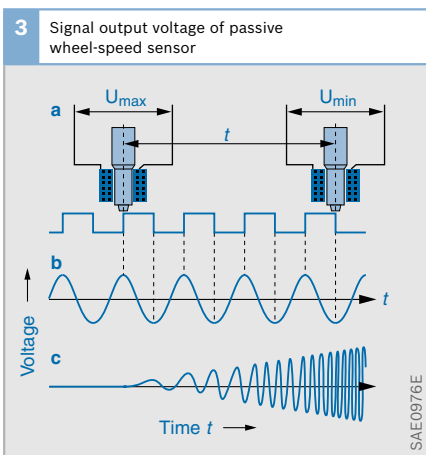 3
Signal output voltage of passive
wheel-speed sensor
a
Umax
Umin
t
b
t
Voltage
c
Time t
SAE0976E